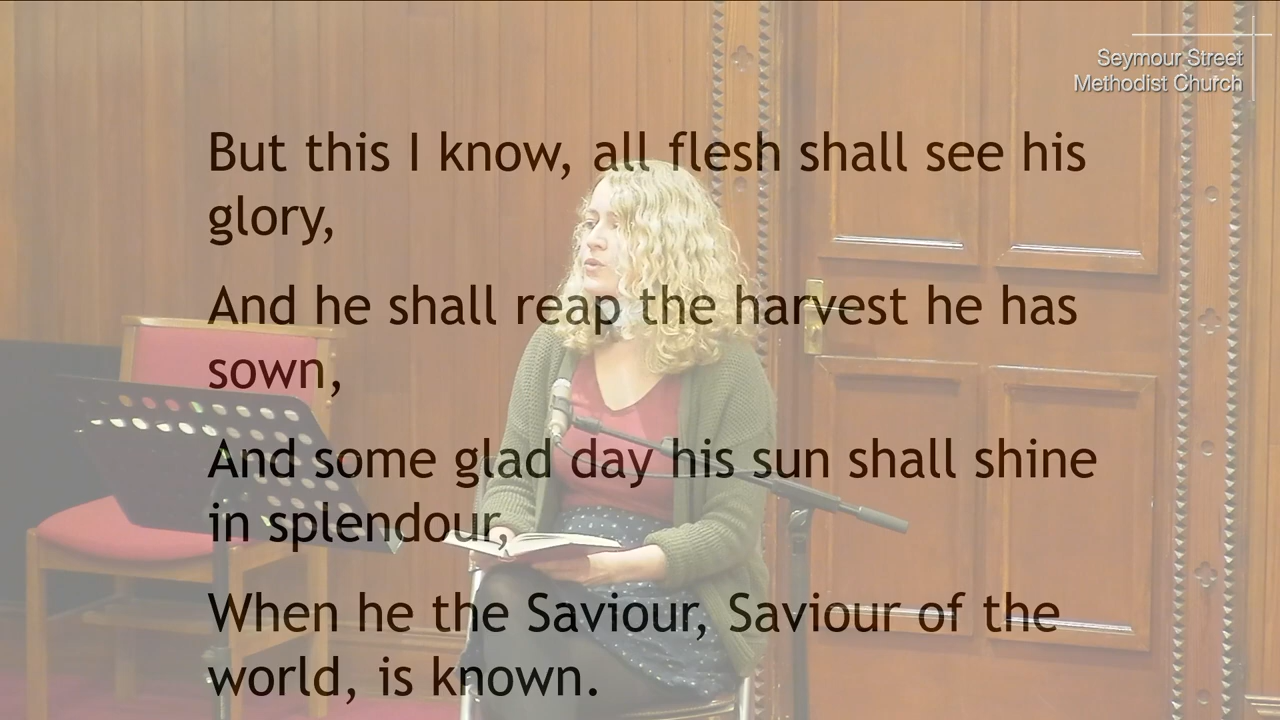 Seymour Street
Methodist Church
But this I know, all flesh shall see his
glory,
And he shall reap the harvest he has
sown,
And some glad day his sun shall shine
in splendour,
When he the Saviour, Saviour of the
world, is known.